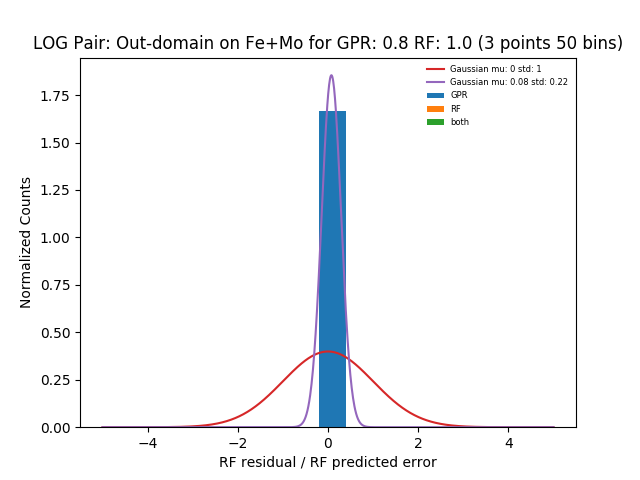 LOG Pair: Out-domain on Fe+Mo for GPR: 0.8 RF: 1.0 (3 points 50 bins)
Gaussian mu: 0 std: 1
Gaussian mu: 0.08 std: 0.22
GPR
RF
both
Normalized Counts
1.75
1.50
1.25
1.00
0.75
0.50
0.25
0.00
−4 −2 0 2 4
RF residual / RF predicted error